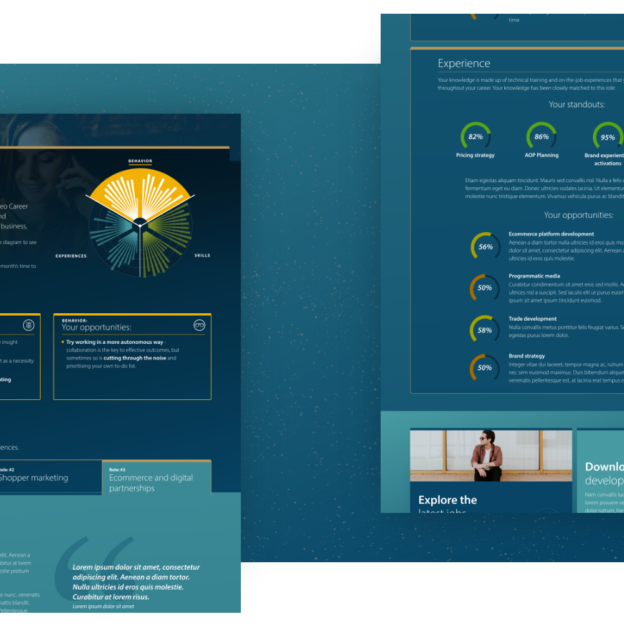 BEHAVIOR
eo Career
nd
business.
e diagram to see
month's time to
EXPERIENCES
SKILLS
e insight
t as a necessity
ding
BEHAVIOR:
Your opportunities:
Try working in a more autonomous way -
collaboration is the key to effective outcomes, but
sometimes so is cutting through the noise and
prioritising your own to-do list.
ences.
Role: #2
Shopper marketing
Role: #3
Ecommerce and digital
partnerships
elit. Aenean a
Lorem ipsum dolor sit amet, consectetur
adipiscing elit. Aenean a diam tortor.
Nulla ultricies id eros quis molestie.
Curabitur at lorem risus.
Lorem ipsum dolor sit amet
time
Experience
Your knowledge is made up of technical training and on-the-job experiences that
throughout your career. Your knowledge has been closely matched to this role.
Your standouts:
82%
86%
95%
Pricing strategy
AOP Planning
Brand experient
activations
Etiam egestas aliquam tincidunt. Mauris sed convallis nisl. Nulla a felis
fermentum eget eu diam. Donec ultricies sodales lacinia. Ut elementum
molestie nunc tristique elementum. Vivamus vehicula purus ac blandit
Your opportunities:
56%
Ecommerce platform development
Aenean a diam tortor nulla ultricies id eros quis mo
dolor sit amet, consectetur adipiscing elit. Aenean a
ultricies id eros quis molestie.
50%
Programmatic media
Curabitur condimentum sit amet eros sed mollis.
ultrices nisl a suscipit. Sed iaculis elit ut purus
ipsum sit amet ipsum tincidunt euismod.
58%
Trade development
Nulla convallis metus porttitor felis feugiat varius.
egestas purus lorem dolor.
50%
Brand strategy
Integer vitae dui laoreet, tempor magna ac, rutrum
nec sem euismod maximus. Duis bibendum
venenatis pellentesque est, at lacinia erat tempus
Explore the
latest jobs
Downlo
develop
Nam convallis
lorem posuere